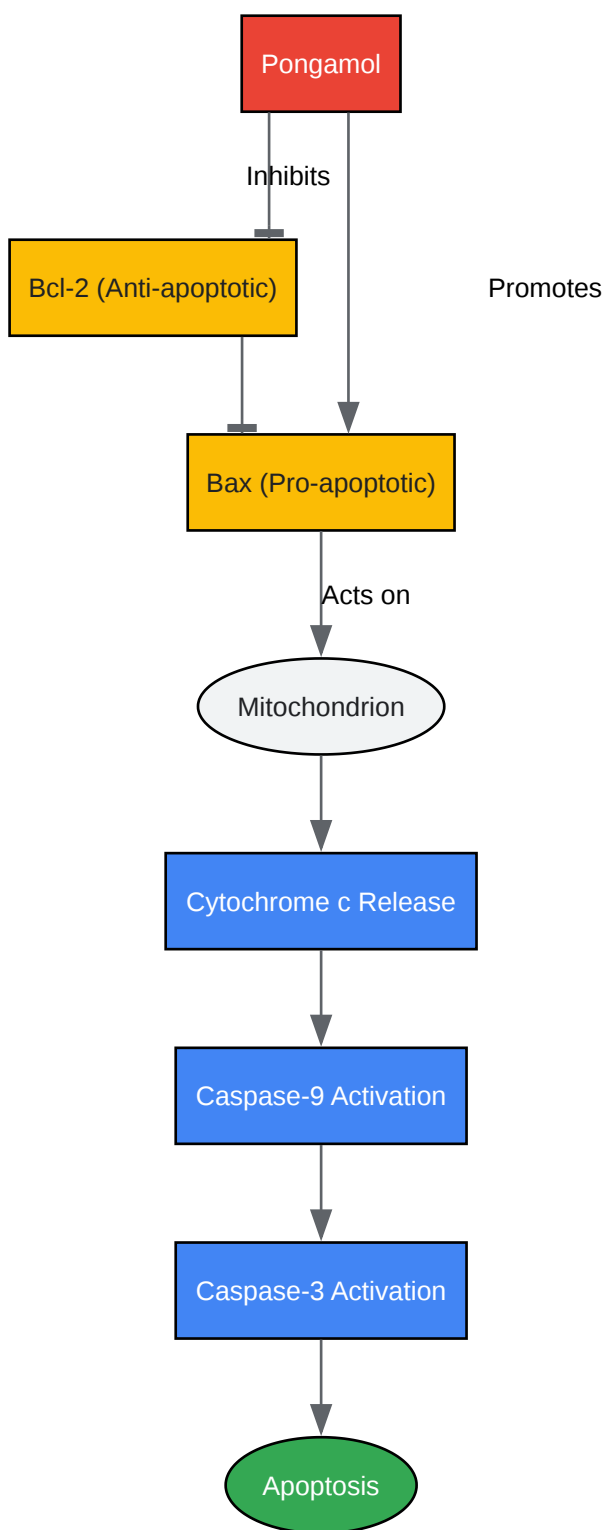 Pongamol
Inhibits
Bcl-2 (Anti-apoptotic)
Promotes
Bax (Pro-apoptotic)
Acts on
Mitochondrion
Cytochrome c Release
Caspase-9 Activation
Caspase-3 Activation
Apoptosis